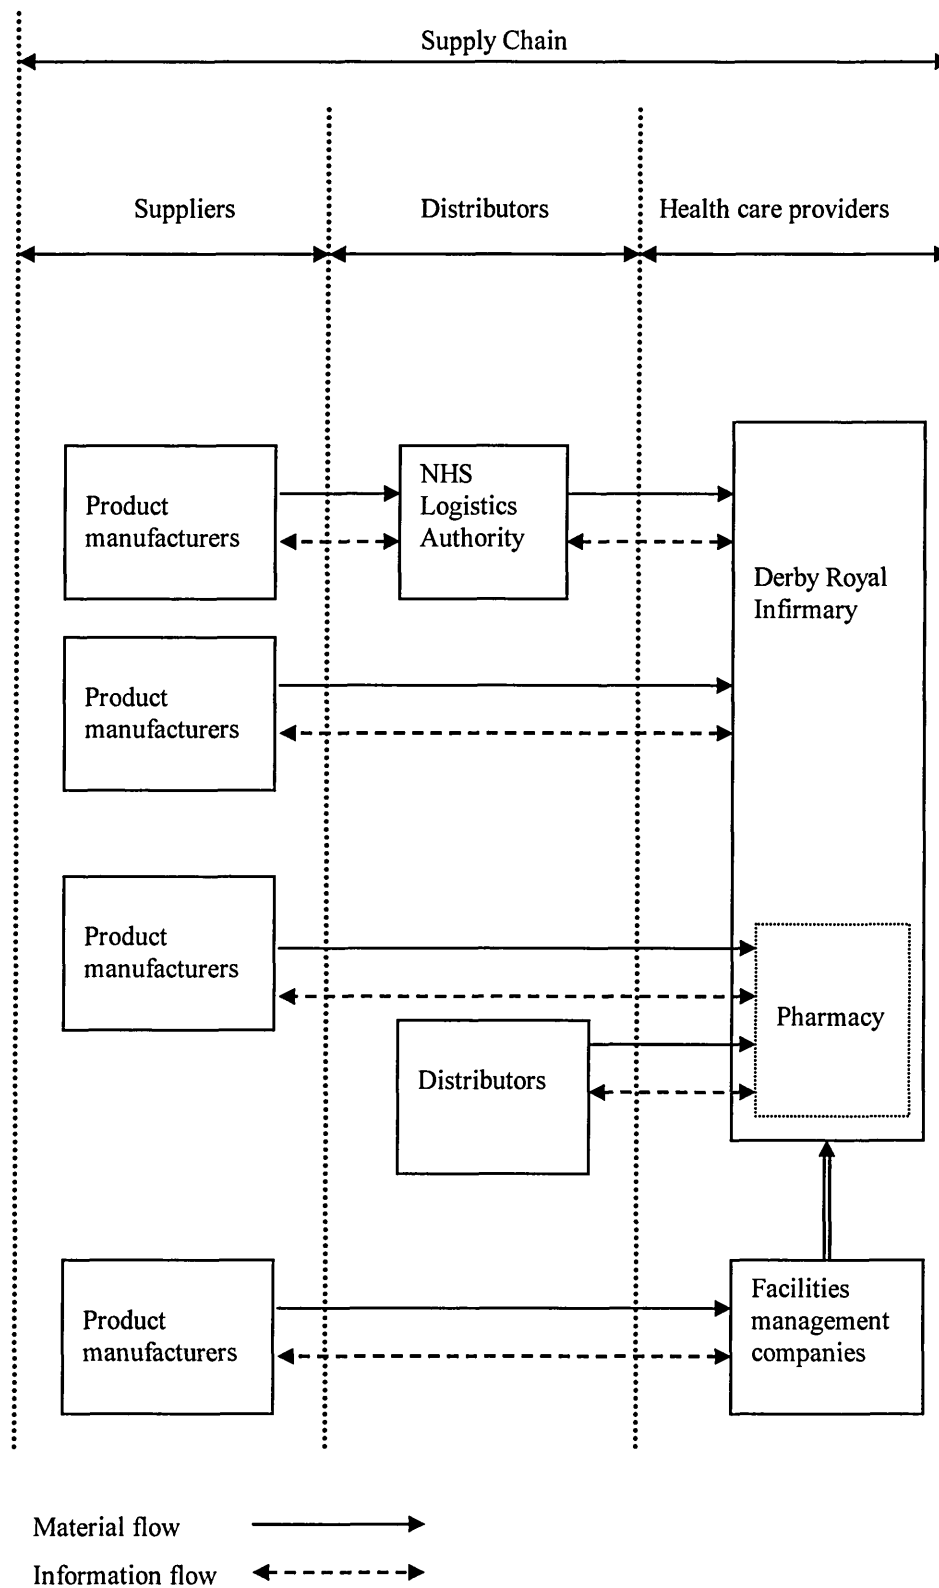 Supply Chain
Suppliers
Distributors
Health care providers
Product
manufacturers
NHS
Logistics
Authority
Derby Royal
Infirmary
Product
manufacturers
Product
manufacturers
Pharmacy
Distributors
Product
manufacturers
Facilities
management
companies
Material flow
Information flow